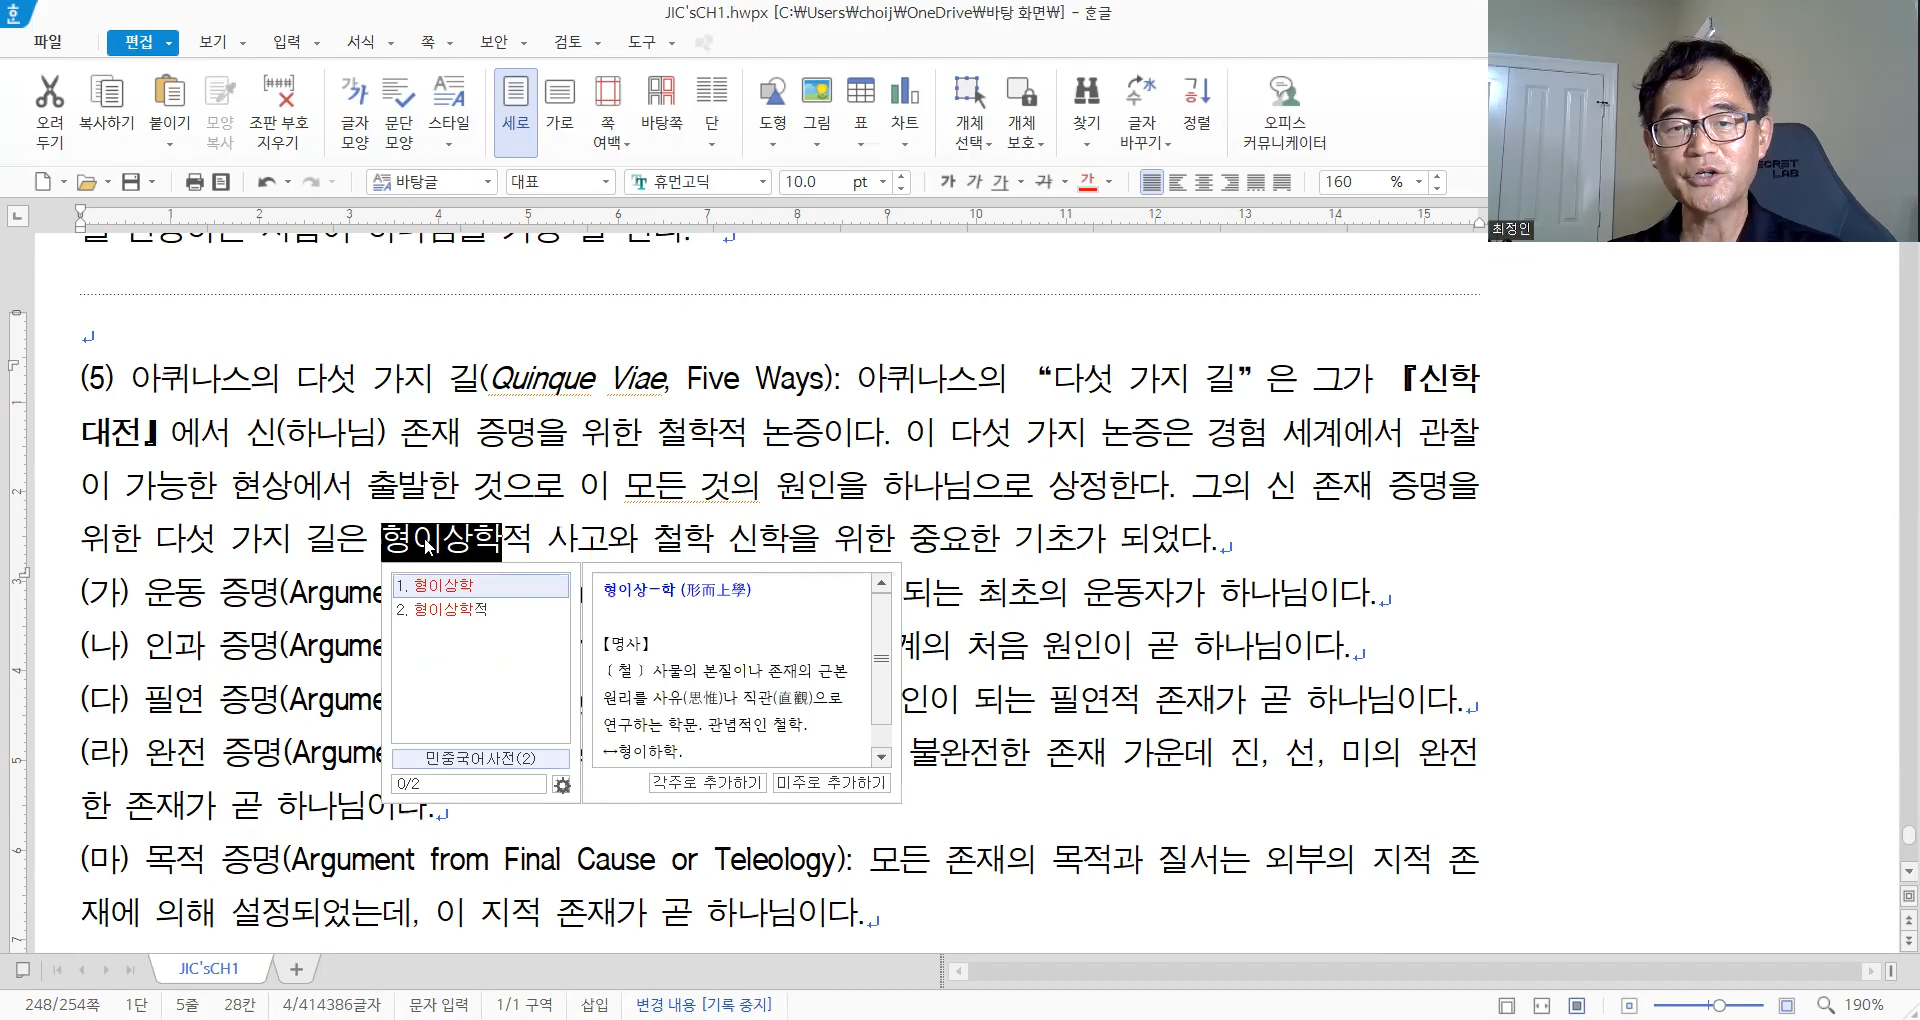 JIC'sCH1.hwpx [C:₩Users₩choij₩OneDrive₩바탕 화면₩] - 훈글
파일 편집 보기 입력 서식 쪽 보안 검토 도구
오려 두기
복사하기
붙이기
모양 복사
조판 부호 지우기
글자 모양
문단 모양
스타일
세로
가로
쪽 여백
바탕쪽
단
도형
그림
표
차트
개체 선택
개체 보호
찾기
글자 바꾸기
정렬
오피스 커뮤니케이터
SECRET LAB
최정인
바탕글 대표 휴먼고딕 10.0 pt 가 가 가 가 가 160 %
1 2 3 4 5 6 7 8 9 10 11 12 13 14 15
(5) 아퀴나스의 다섯 가지 길(Quinque Viae, Five Ways): 아퀴나스의 “다섯 가지 길”은 그가 『신학
대전』에서 신(하나님) 존재 증명을 위한 철학적 논증이다. 이 다섯 가지 논증은 경험 세계에서 관찰
이 가능한 현상에서 출발한 것으로 이 모든 것의 원인을 하나님으로 상정한다. 그의 신 존재 증명을
위한 다섯 가지 길은 형이상학적 사고와 철학 신학을 위한 중요한 기초가 되었다.
(가) 운동 증명(Argume 되는 최초의 운동자가 하나님이다.
(나) 인과 증명(Argume 계의 처음 원인이 곧 하나님이다.
(다) 필연 증명(Argume 인이 되는 필연적 존재가 곧 하나님이다.
(라) 완전 증명(Argume 불완전한 존재 가운데 진, 선, 미의 완전
한 존재가 곧 하나님이다.
(마) 목적 증명(Argument from Final Cause or Teleology): 모든 존재의 목적과 질서는 외부의 지적 존
재에 의해 설정되었는데, 이 지적 존재가 곧 하나님이다.
1. 형이상학
2. 형이상학적
민중국어사전(2)
0/2
형이상-학 (形而上學)
【명사】
〔철〕사물의 본질이나 존재의 근본
원리를 사유(思惟)나 직관(直觀)으로
연구하는 학문. 관념적인 철학.
↔형이하학.
각주로 추가하기 미주로 추가하기
JIC'sCH1
248/254쪽 1단 5줄 28칸 4/414386글자 문자 입력 1/1 구역 삽입 변경 내용 [기록 중지] 190%